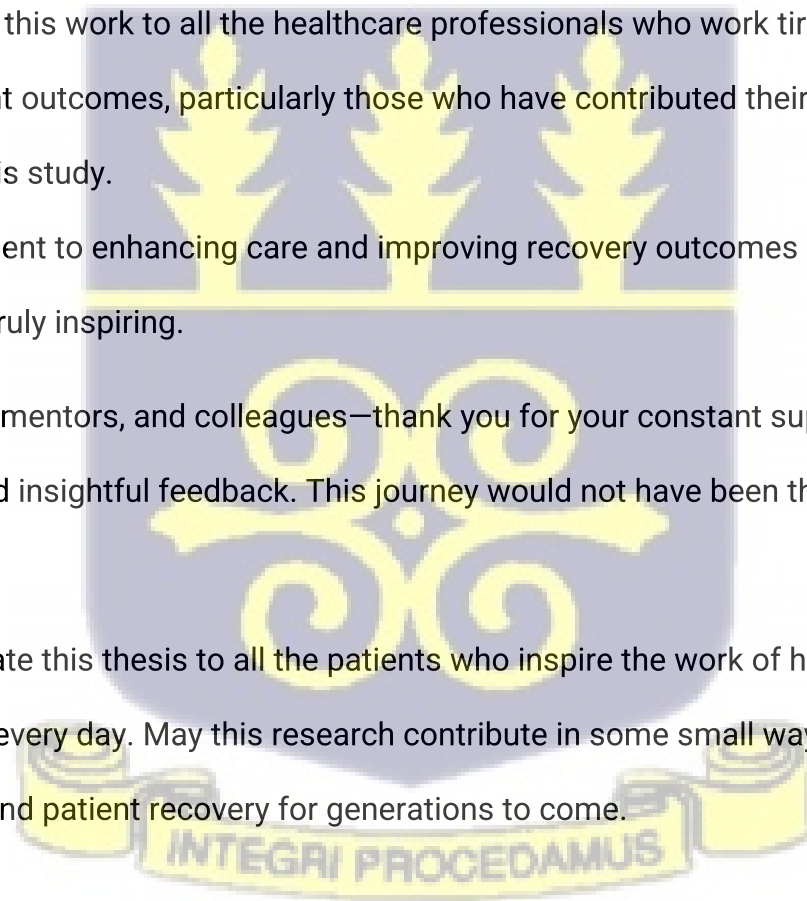 this work to all the healthcare professionals who work tir
t outcomes, particularly those who have contributed their
is study.
ent to enhancing care and improving recovery outcomes
ruly inspiring.
mentors, and colleagues—thank you for your constant su
d insightful feedback. This journey would not have been th
ate this thesis to all the patients who inspire the work of h
every day. May this research contribute in some small way
nd patient recovery for generations to come.
INTEGRI PROCEDAMUS